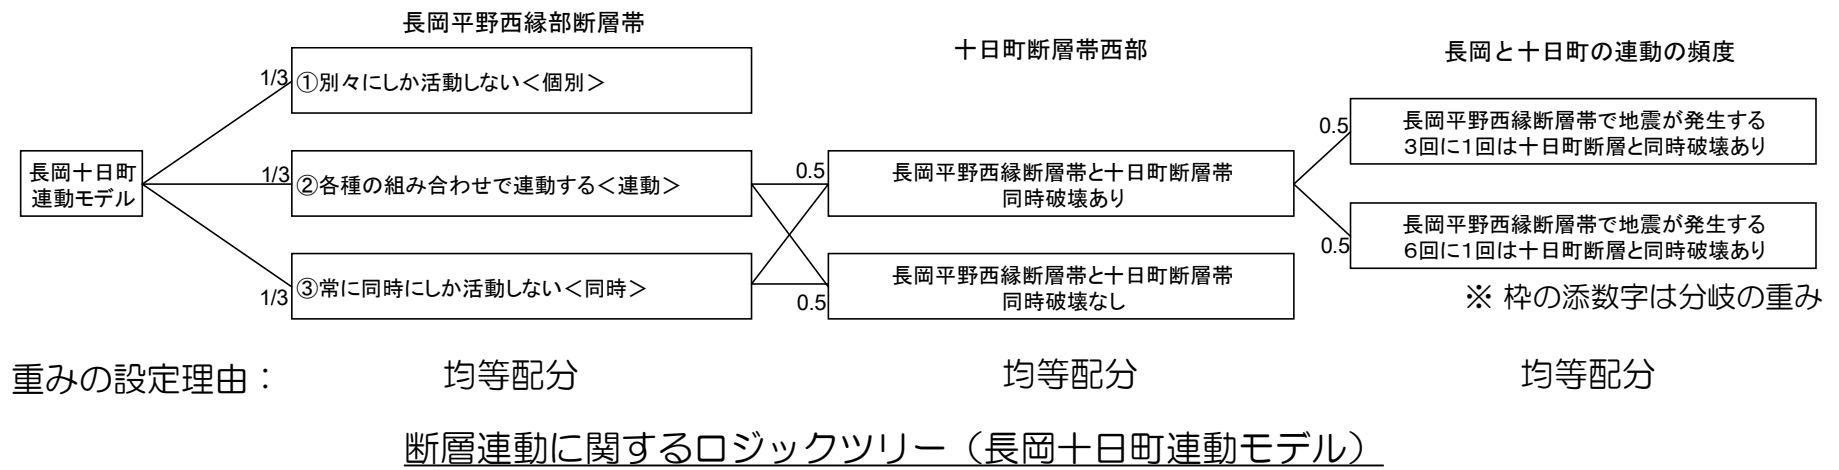 長岡平野西縁部断層帯
十日町断層帯西部
長岡と十日町の連動の頻度
長岡十日町
連動モデル
1/3
①別々にしか活動しない＜個別＞
1/3
②各種の組み合わせで連動する＜連動＞
1/3
③常に同時にしか活動しない＜同時＞
0.5
長岡平野西縁断層帯と十日町断層帯
同時破壊あり
0.5
長岡平野西縁断層帯と十日町断層帯
同時破壊なし
0.5
長岡平野西縁断層帯で地震が発生する
3回に1回は十日町断層と同時破壊あり
0.5
長岡平野西縁断層帯で地震が発生する
6回に1回は十日町断層と同時破壊あり
※ 枠の添数字は分岐の重み
重みの設定理由：
均等配分
均等配分
均等配分
断層連動に関するロジックツリー（長岡十日町連動モデル）